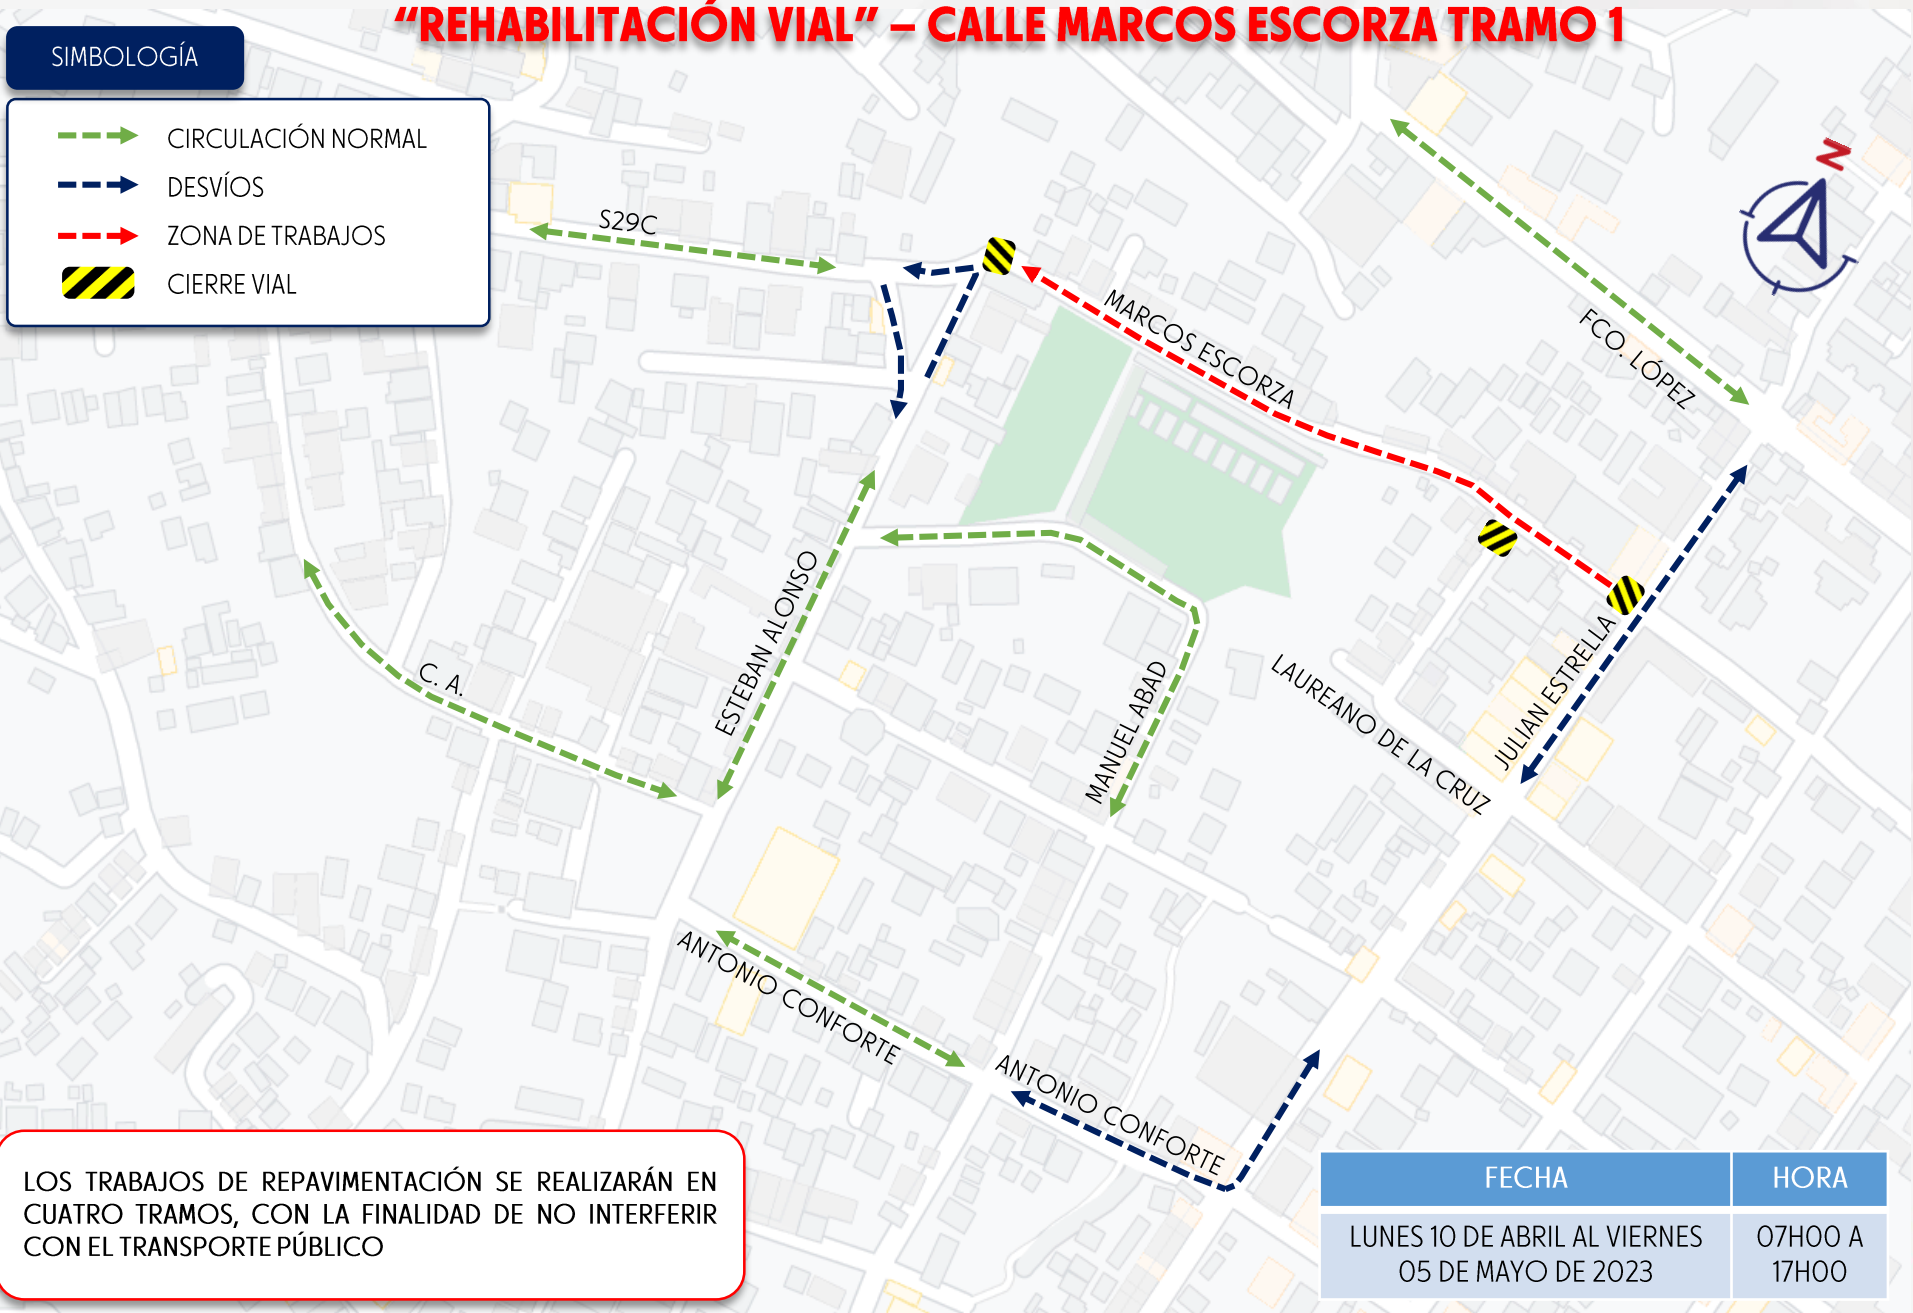 “REHABILITACIÓN VIAL” – CALLE MARCOS ESCORZA TRAMO 1
SIMBOLOGÍA
CIRCULACIÓN NORMAL
DESVÍOS
ZONA DE TRABAJOS
CIERRE VIAL
N
S29C
MARCOS ESCORZA
FCO. LÓPEZ
ESTEBAN ALONSO
C. A.
MANUEL ABAD
LAUREANO DE LA CRUZ
JULIAN ESTRELLA
ANTONIO CONFORTE
ANTONIO CONFORTE
LOS TRABAJOS DE REPAVIMENTACIÓN SE REALIZARÁN EN
CUATRO TRAMOS, CON LA FINALIDAD DE NO INTERFERIR
CON EL TRANSPORTE PÚBLICO
FECHA
HORA
LUNES 10 DE ABRIL AL VIERNES
05 DE MAYO DE 2023
07H00 A
17H00